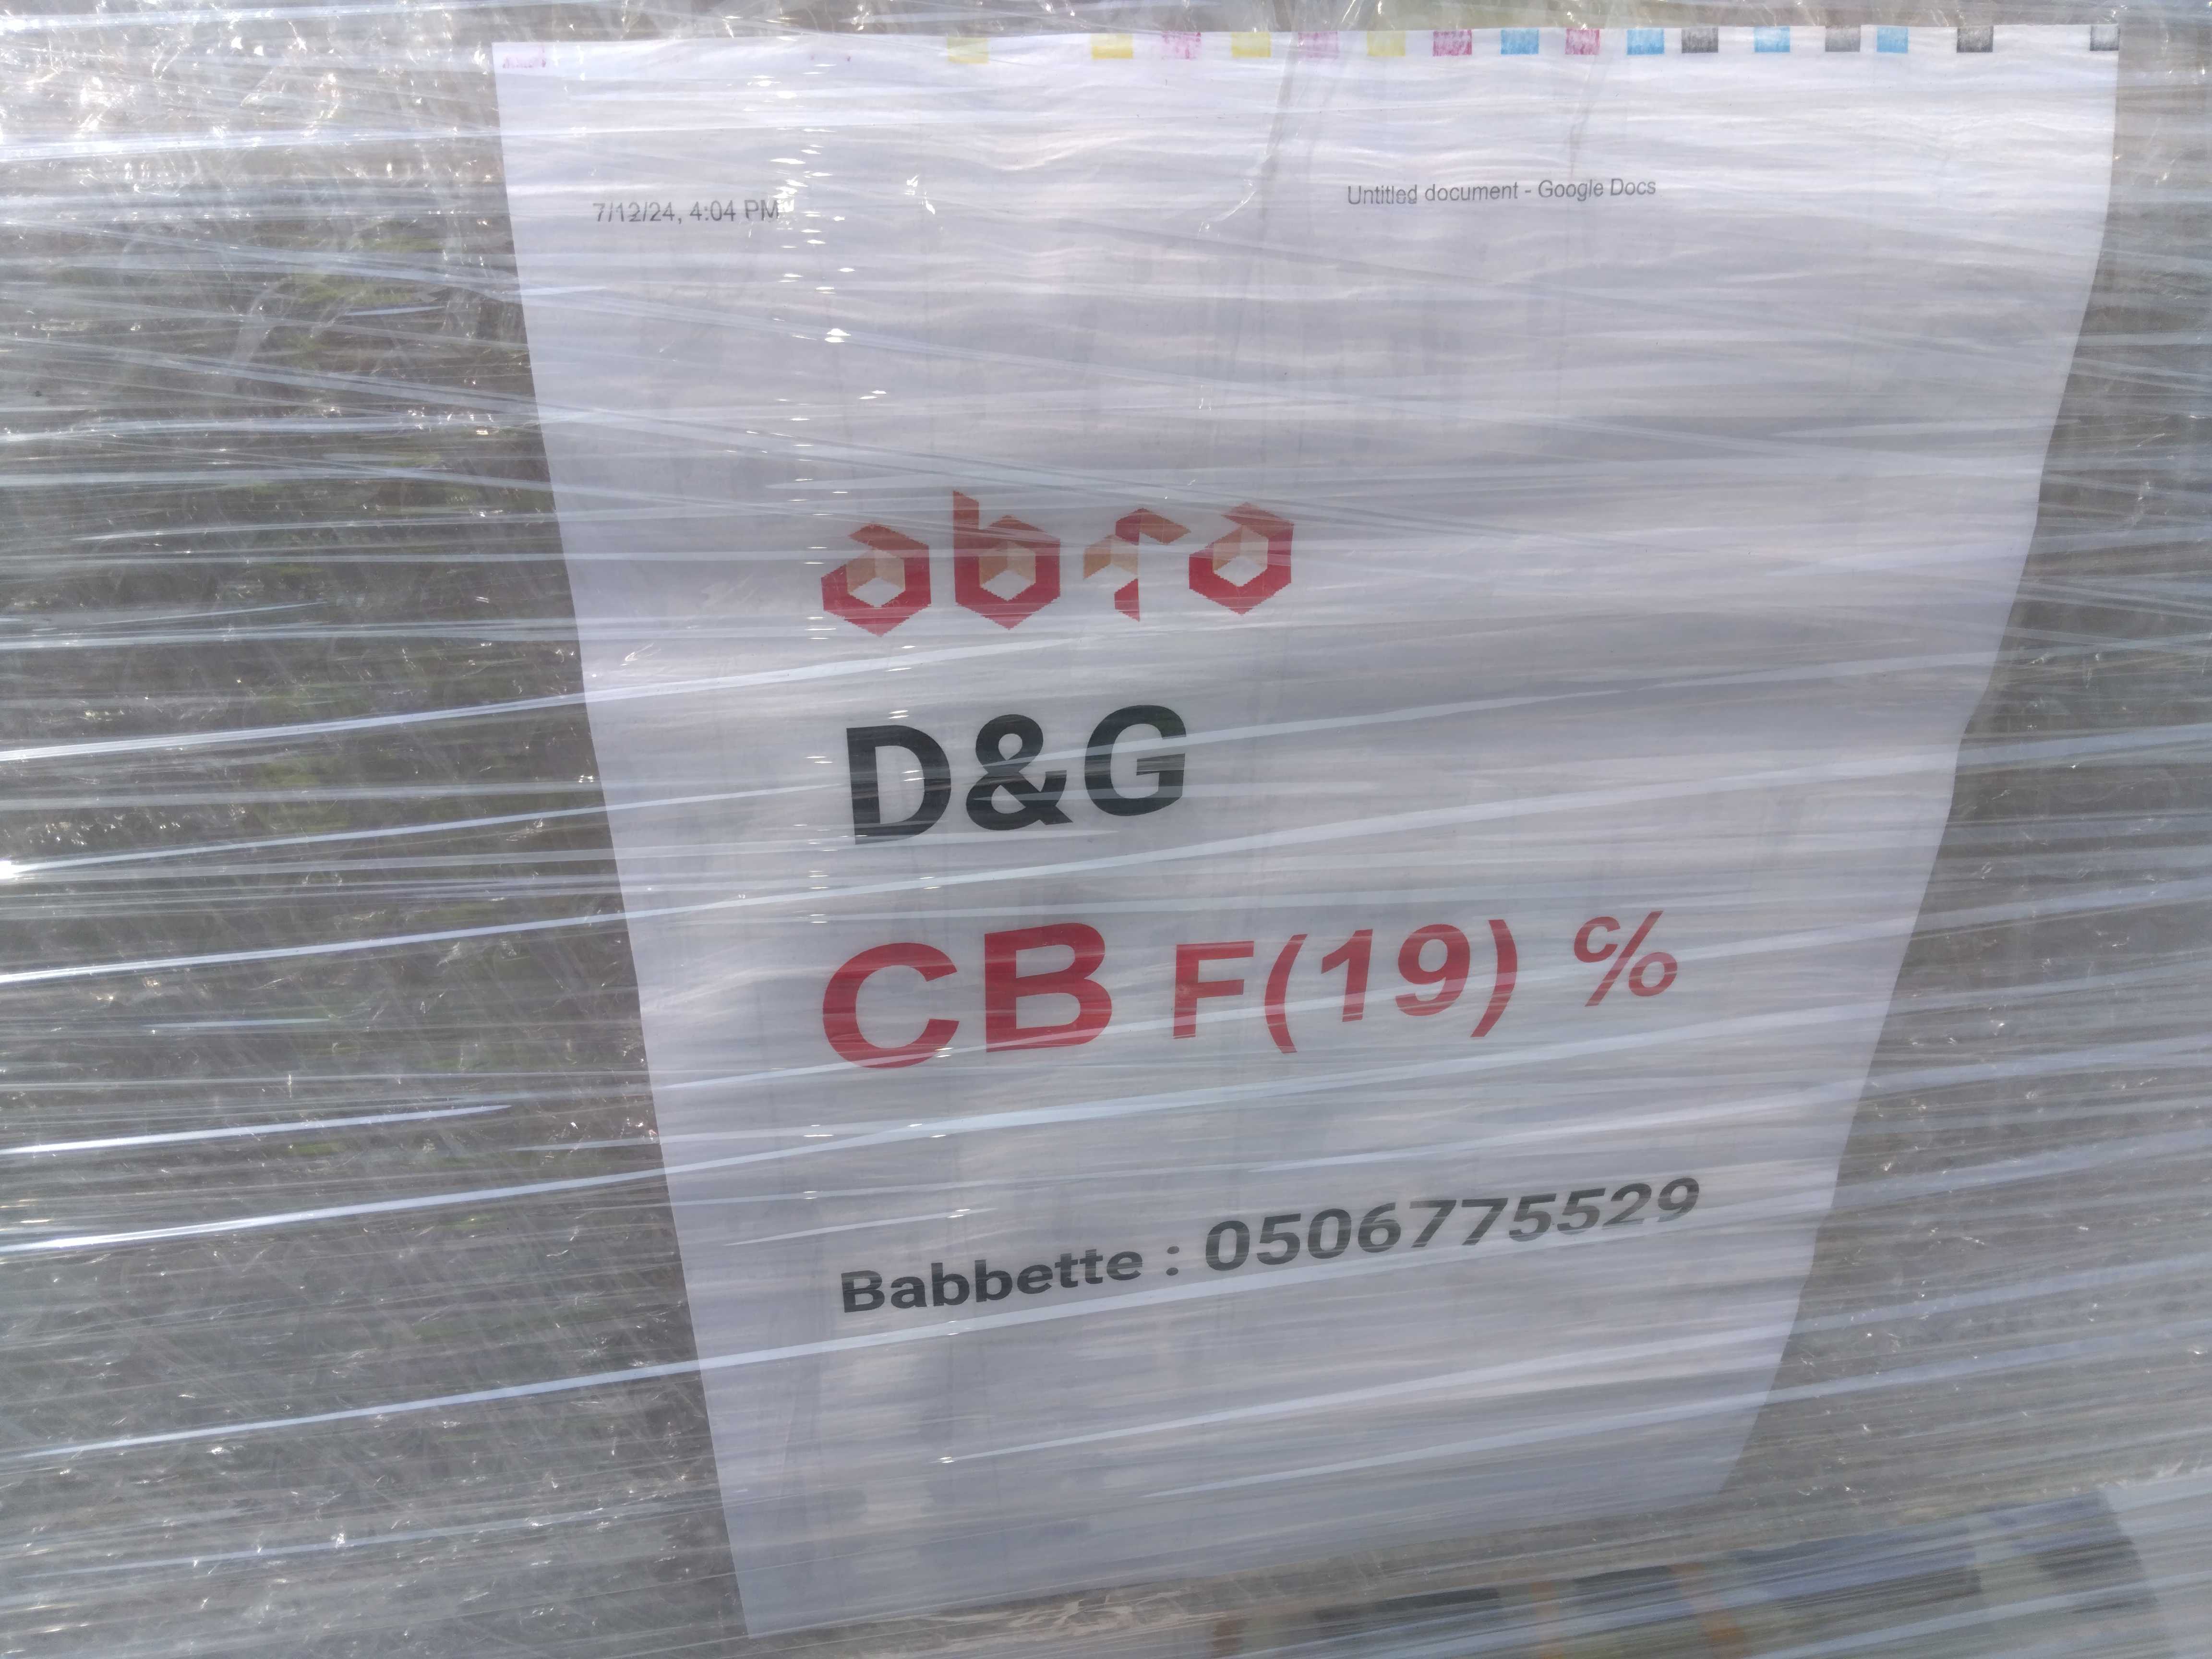 7/12/24, 4:04 PM
Untitled document - Google Docs
abra
D&G
CB F(19) %
Babbette : 0506775529